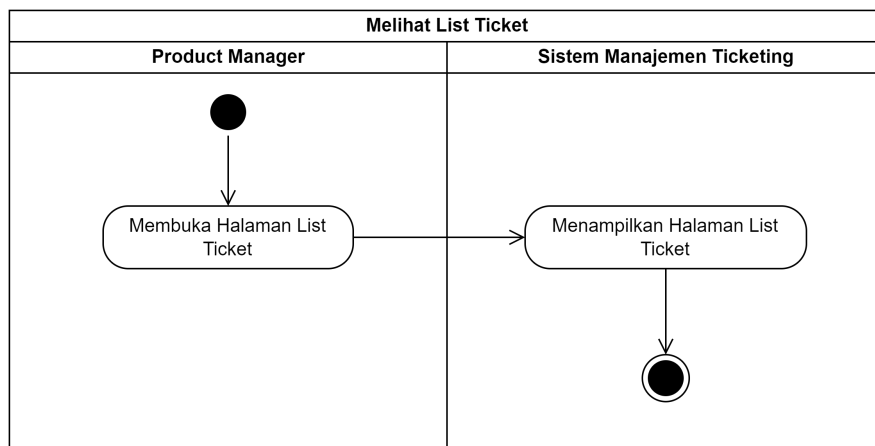 Melihat List Ticket
Product Manager
Sistem Manajemen Ticketing
Membuka Halaman List
Ticket
Menampilkan Halaman List
Ticket